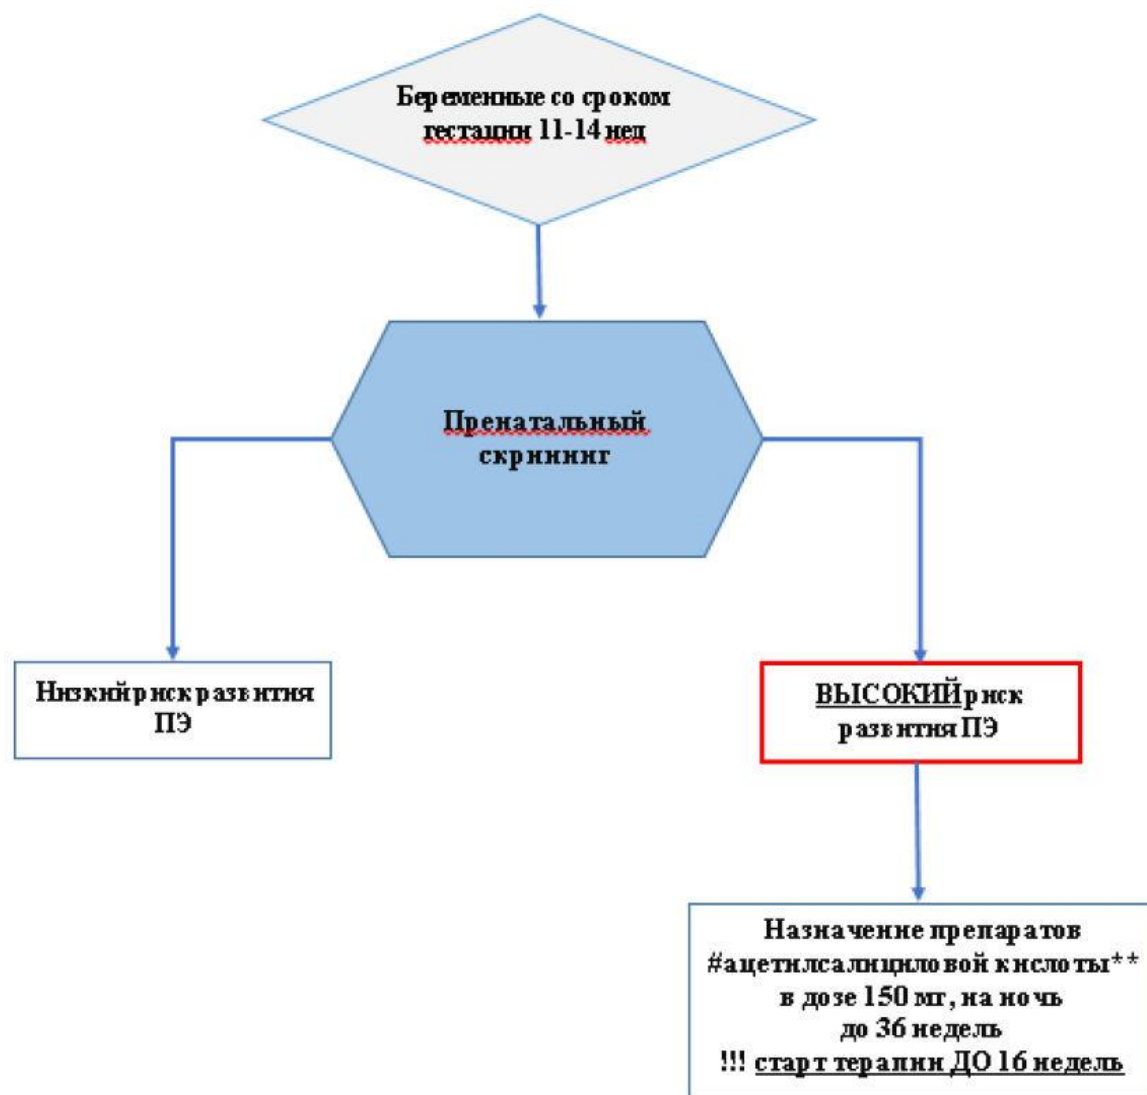 Беременные со сроком
гестации 11-14 нед
Пренатальный
скрининг
Низкий риск развития
ПЭ
ВЫСОКИЙ риск
развития ПЭ
Назначение препаратов
#ацетилсалициловой кислоты**
в дозе 150 мг, на ночь
до 36 недель
!!! старт терапии ДО 16 недель